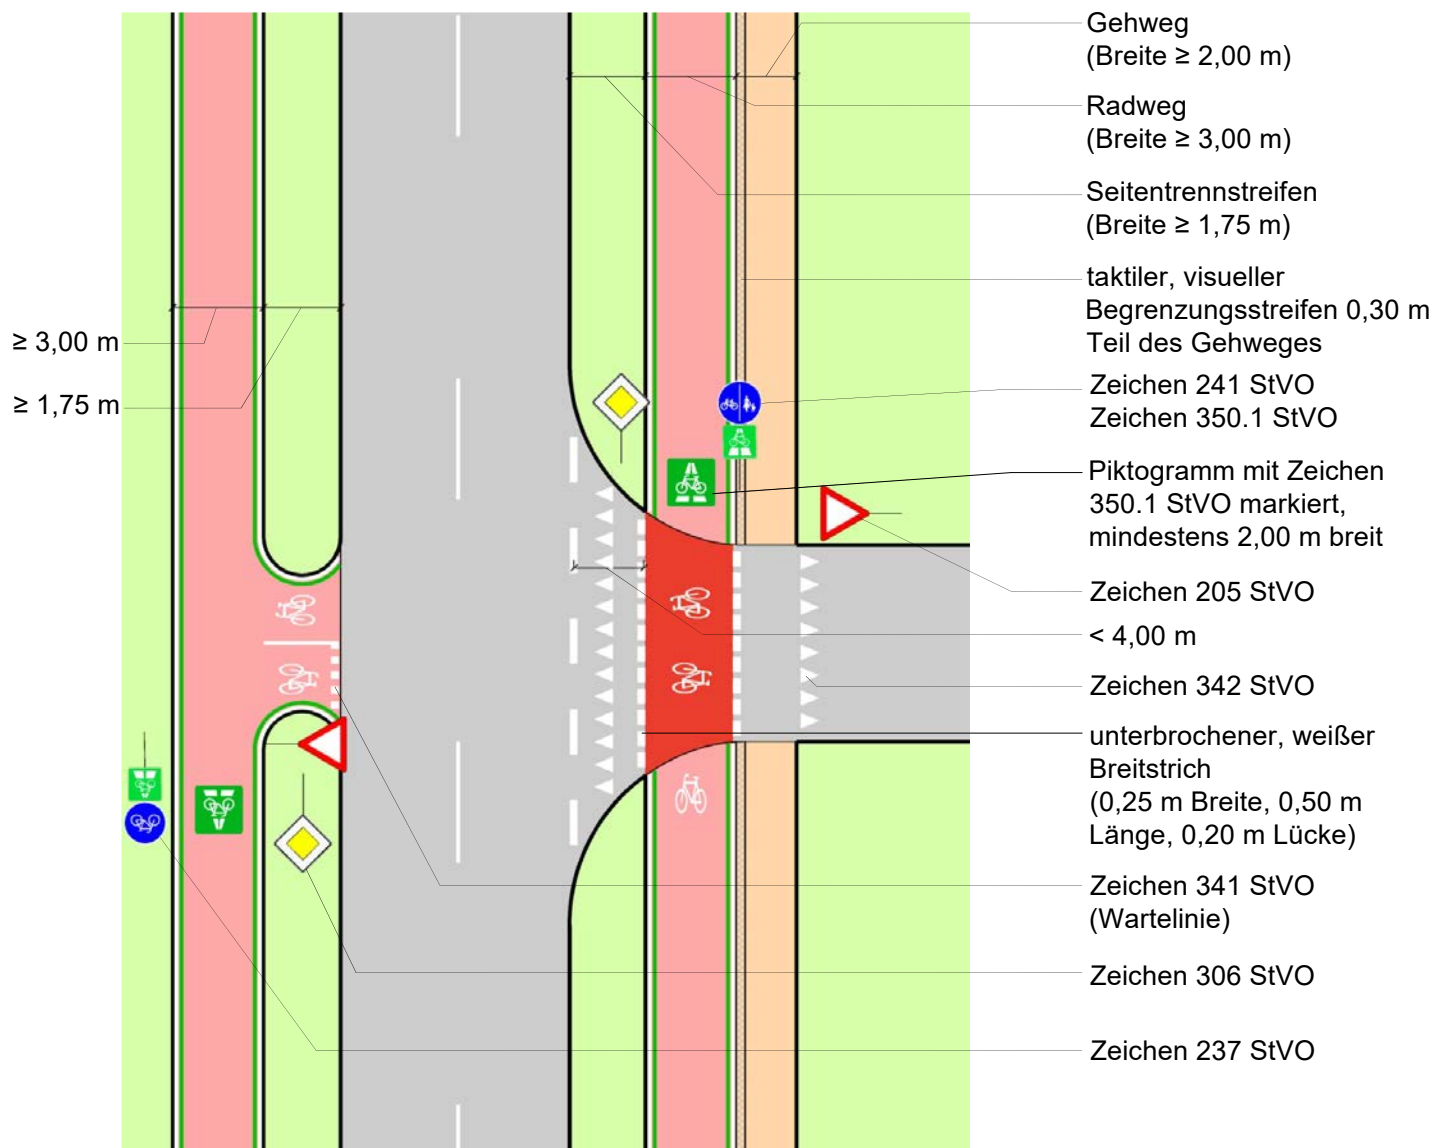 Gehweg
(Breite ≥ 2,00 m)
Radweg
(Breite ≥ 3,00 m)
Seitentrennstreifen
(Breite ≥ 1,75 m)
taktiler, visueller
Begrenzungsstreifen 0,30 m
Teil des Gehweges
≥ 3,00 m
≥ 1,75 m
Zeichen 241 StVO
Zeichen 350.1 StVO
Piktogramm mit Zeichen
350.1 StVO markiert,
mindestens 2,00 m breit
Zeichen 205 StVO
< 4,00 m
Zeichen 342 StVO
unterbrochener, weißer
Breitstrich
(0,25 m Breite, 0,50 m
Länge, 0,20 m Lücke)
Zeichen 341 StVO
(Wartelinie)
Zeichen 306 StVO
Zeichen 237 StVO